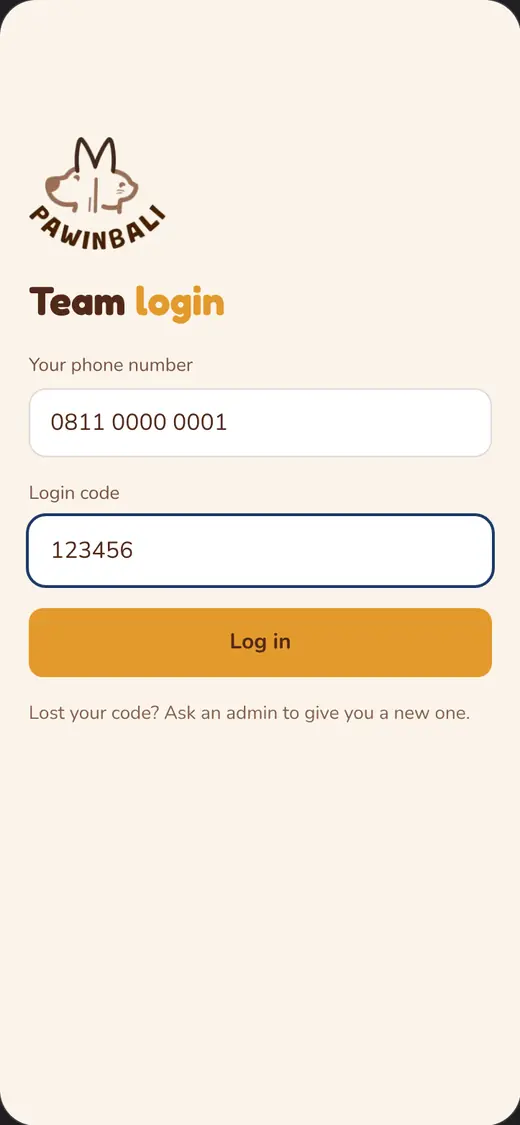 PAWINBALI
Team login
Your phone number
0811 0000 0001
Login code
123456
Log in
Lost your code? Ask an admin to give you a new one.